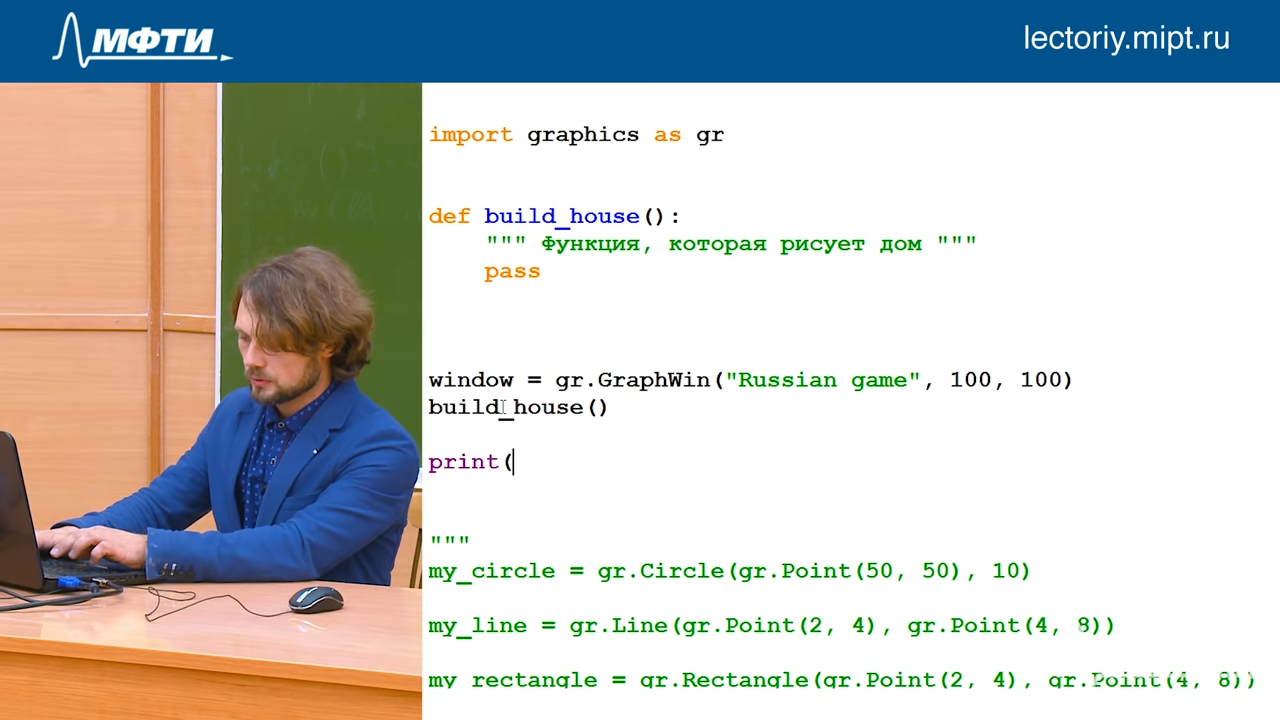 МФТИ
lectoriy.mipt.ru
import graphics as gr
def build_house():
""" Функция, которая рисует дом """
pass
window = gr.GraphWin("Russian game", 100, 100)
build_house()
print(
"""
my_circle = gr.Circle(gr.Point(50, 50), 10)
my_line = gr.Line(gr.Point(2, 4), gr.Point(4, 8))
my_rectangle = gr.Rectangle(gr.Point(2, 4), gr.Point(4, 8))